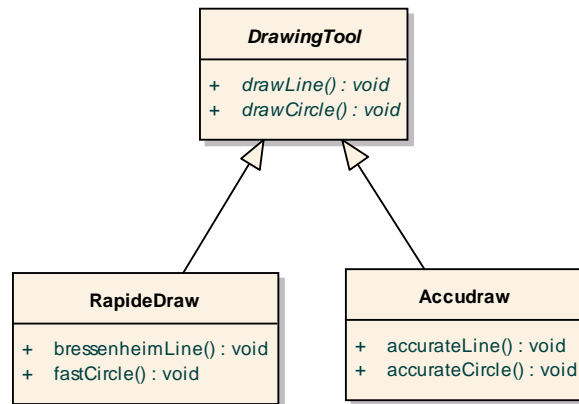 DrawingTool
+ drawLine() : void
+ drawCircle() : void
RapideDraw
+ bressenheimLine() : void
+ fastCircle() : void
Accudraw
+ accurateLine() : void
+ accurateCircle() : void